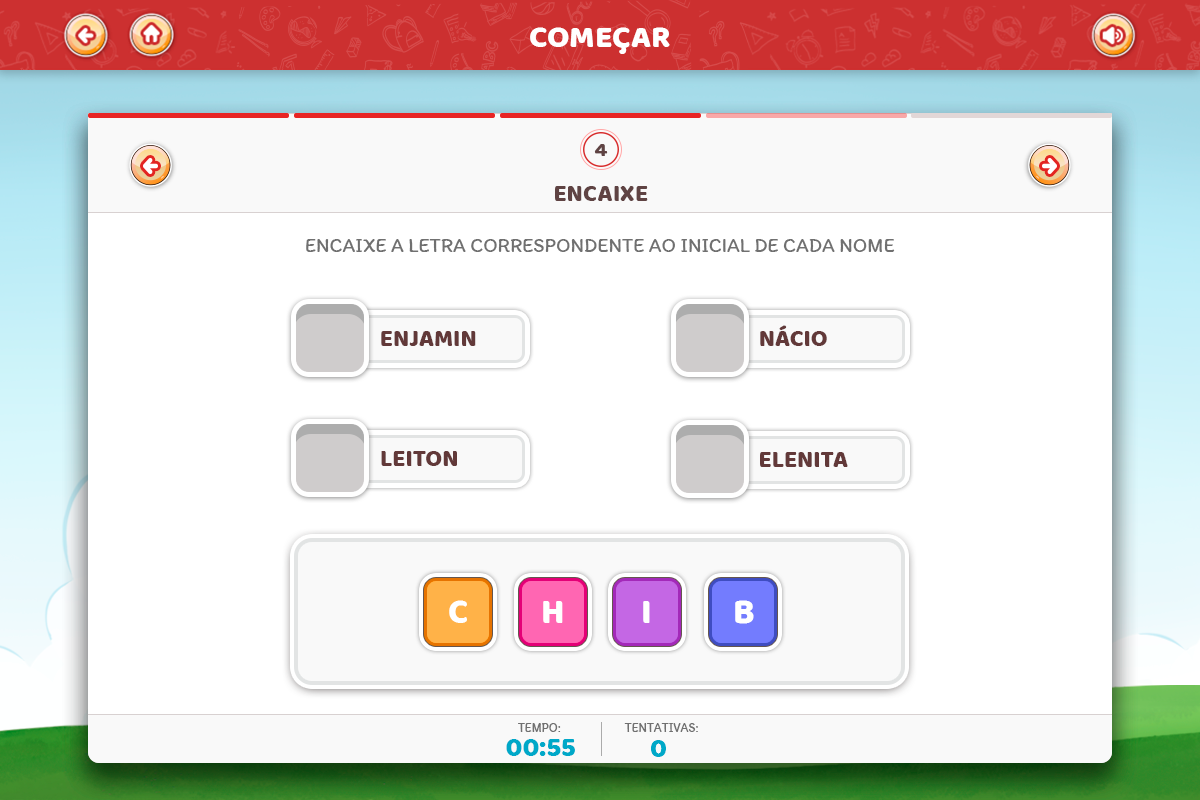 COMEÇAR
4
ENCAIXE
ENCAIXE A LETRA CORRESPONDENTE AO INICIAL DE CADA NOME
ENJAMIN
NÁCIO
LEITON
ELENITA
C H I B
TEMPO:
00:55
TENTATIVAS:
0